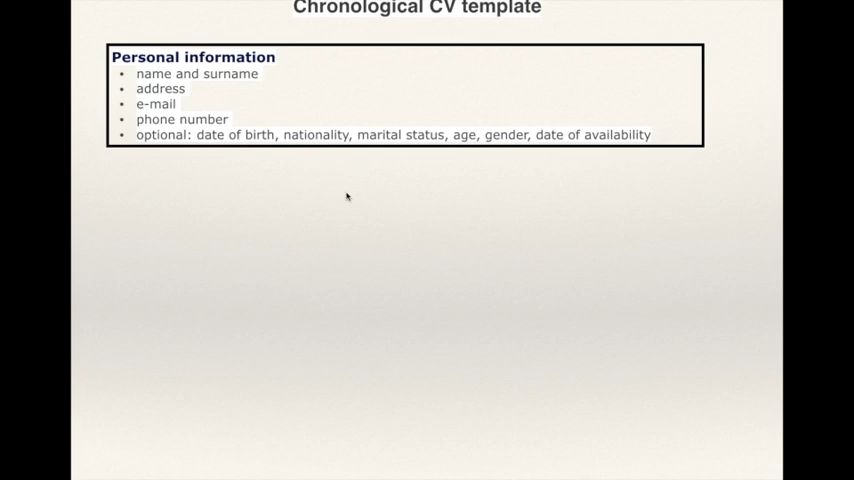 Chronological CV template
Personal information
• name and surname
• address
• e-mail
• phone number
• optional: date of birth, nationality, marital status, age, gender, date of availability